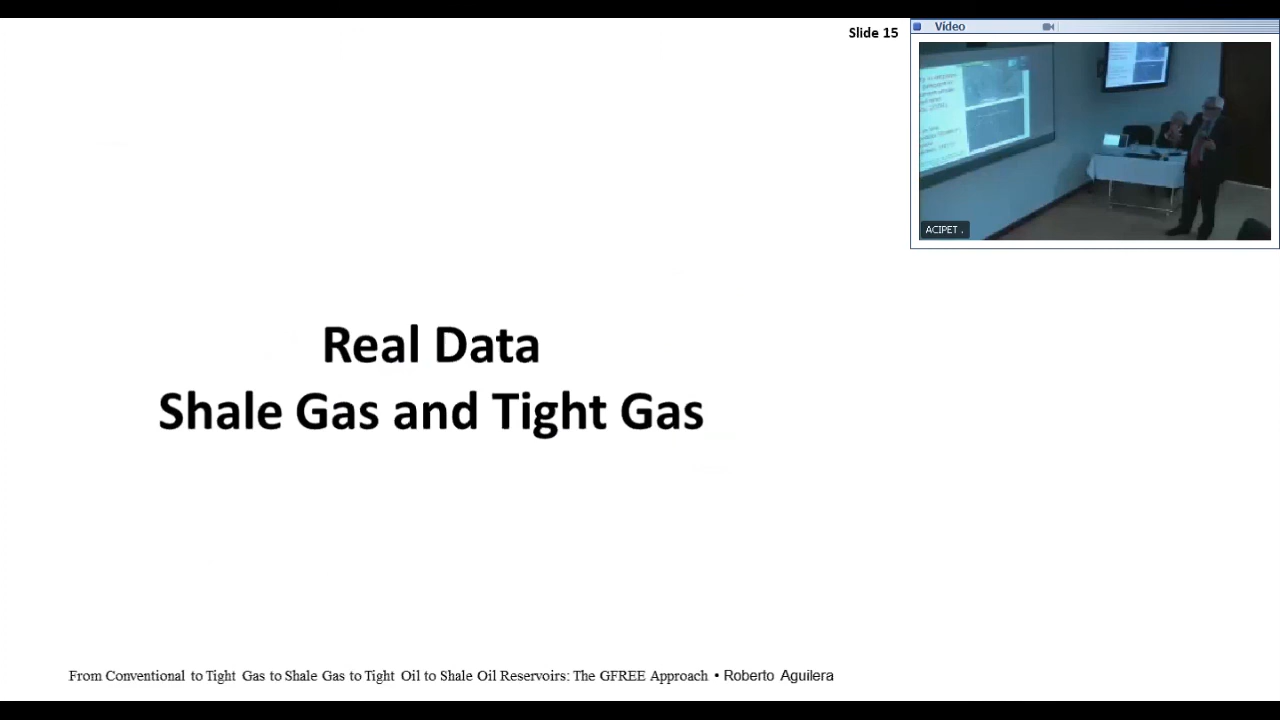 Slide 15
Vídeo
ACIPET .
Real Data
Shale Gas and Tight Gas
From Conventional to Tight Gas to Shale Gas to Tight Oil to Shale Oil Reservoirs: The GFREE Approach • Roberto Aguilera